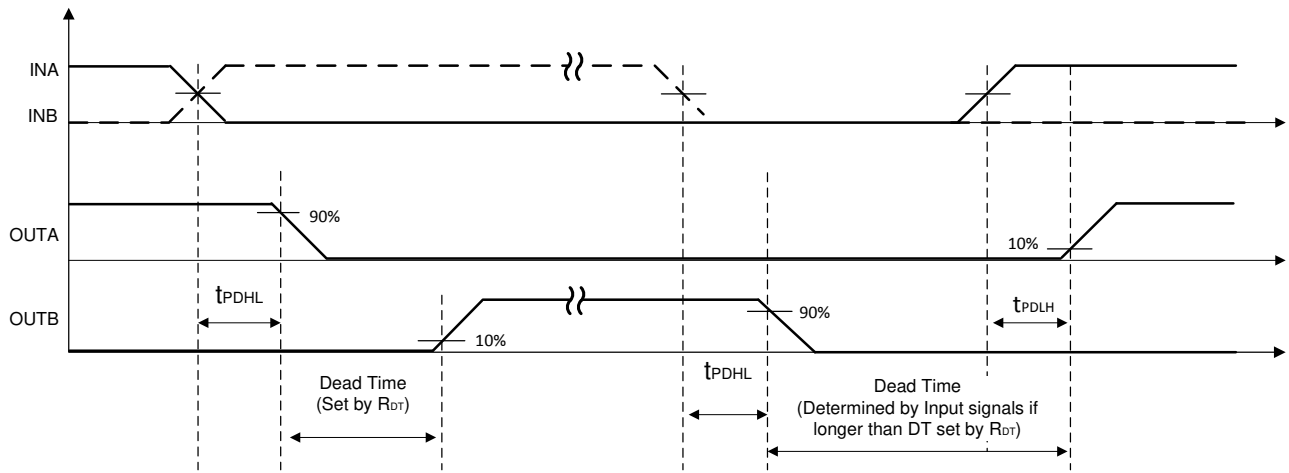 INA
INB
OUTA
90%
10%
tPDHL
tPDLH
OUTB
10%
90%
tPDHL
Dead Time
(Set by RDT)
Dead Time
(Determined by Input signals if
longer than DT set by RDT)